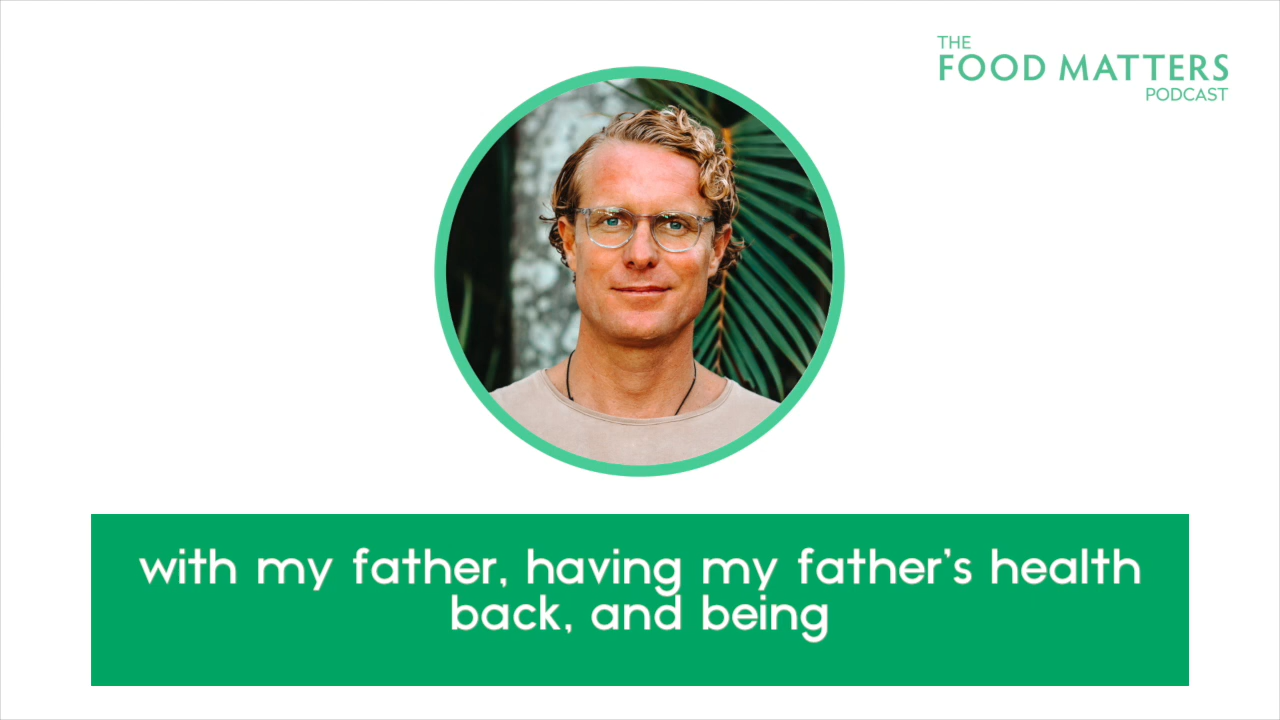 THE
FOOD MATTERS
PODCAST
with my father, having my father's health
back, and being